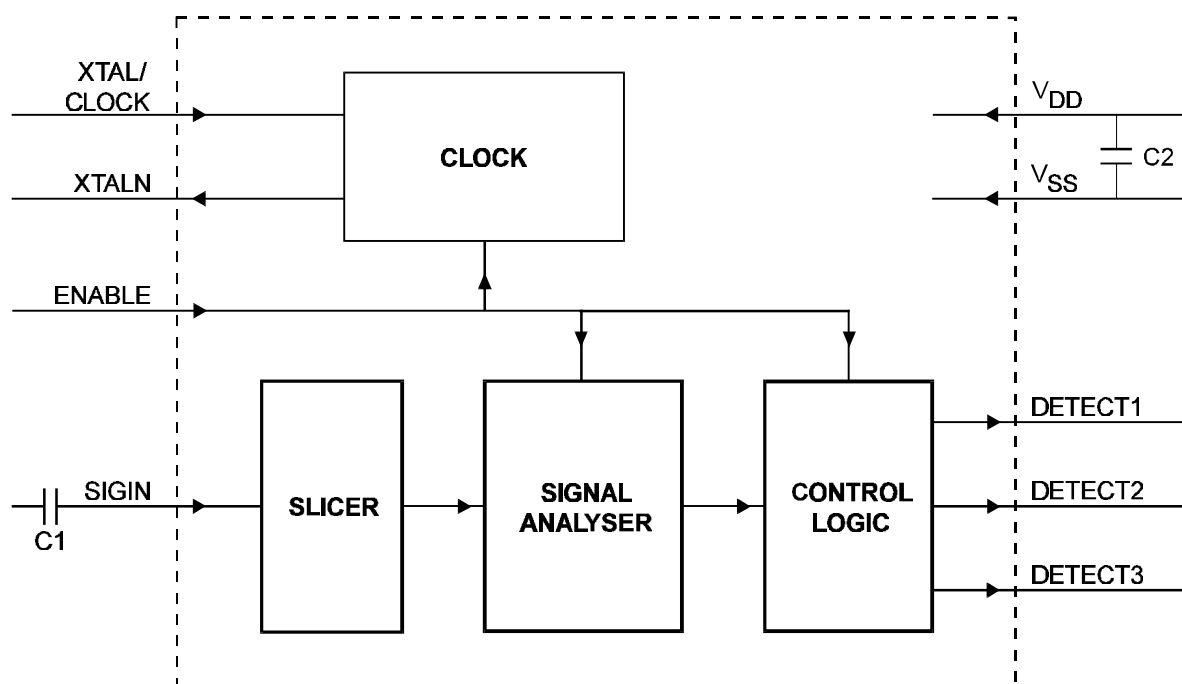 XTAL/
CLOCK
CLOCK
XTALN
ENABLE
VDD
C2
VSS
SIGIN
C1
SLICER
SIGNAL
ANALYSER
CONTROL
LOGIC
DETECT1
DETECT2
DETECT3